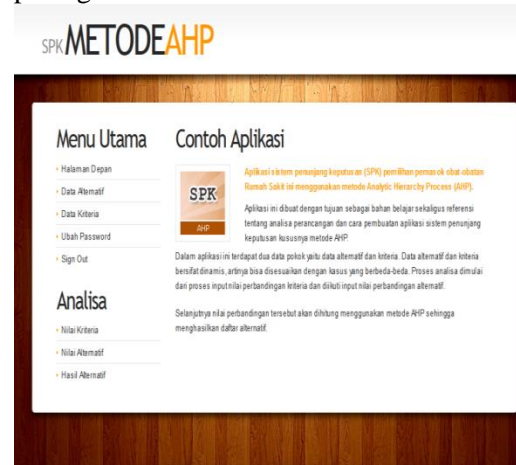 SPK METODEAHP
Menu Utama
Halaman Depan
Data Alternatif
Data Kriteria
Ubah Password
Sign Out
Analisa
Nilai Kriteria
Nilai Alternatif
Hasil Alternatif
Contoh Aplikasi
SPK
AHP
Aplikasi sistem penunjang keputusan (SPK) pemilihan pemasok obat-obatan
Rumah Sakit ini menggunakan metode Analytic Hierarchy Process (AHP).
Aplikasi ini dibuat dengan tujuan sebagai bahan belajar sekaligus referensi
tentang analisa perancangan dan cara pembuatan aplikasi sistem penunjang
keputusan kususnya metode AHP.
Dalam aplikasi ini terdapat dua data pokok yaitu data alternatif dan kriteria. Data alternatif dan kriteria
bersifat dinamis, artinya bisa disesuaikan dengan kasus yang berbeda-beda. Proses analisa dimulai
dari proses input nilai perbandingan kriteria dan diikuti input nilai perbandingan alternatif.
Selanjutnya nilai perbandingan tersebut akan dihitung menggunakan metode AHP sehingga
menghasilkan daftar alternatif.